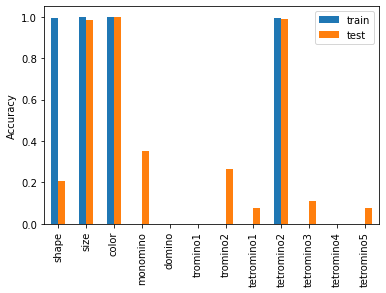 1.0
0.8
0.6
0.4
0.2
0.0
Accuracy
train
test
shape
size
color
monomino
domino
tromino1
tromino2
tetromino1
tetromino2
tetromino3
tetromino4
tetromino5